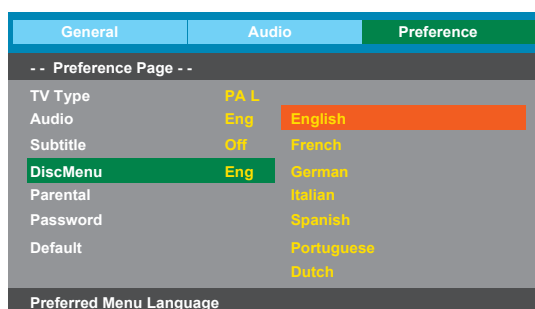 General Audio Preference
- - Preference Page - -
TV Type PA L
Audio Eng English
Subtitle Off French
DiscMenu Eng German
Parental Italian
Password Spanish
Default Portuguese
Dutch
Preferred Menu Language